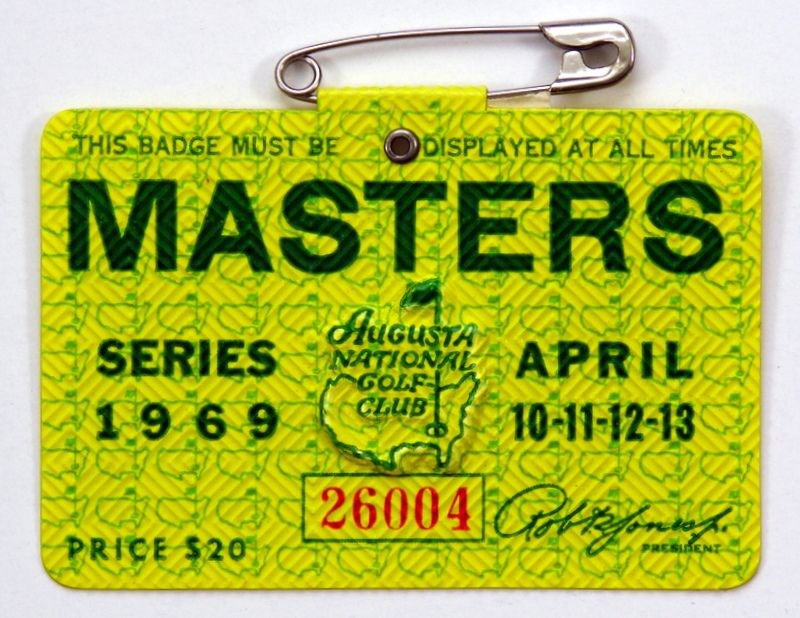 THIS BADGE MUST BE DISPLAYED AT ALL TIMES
MASTERS
AUGUSTA
NATIONAL
GOLF
CLUB
SERIES
1969
APRIL
10-11-12-13
26004
PRICE $20
Robt T Jones Jr.
PRESIDENT